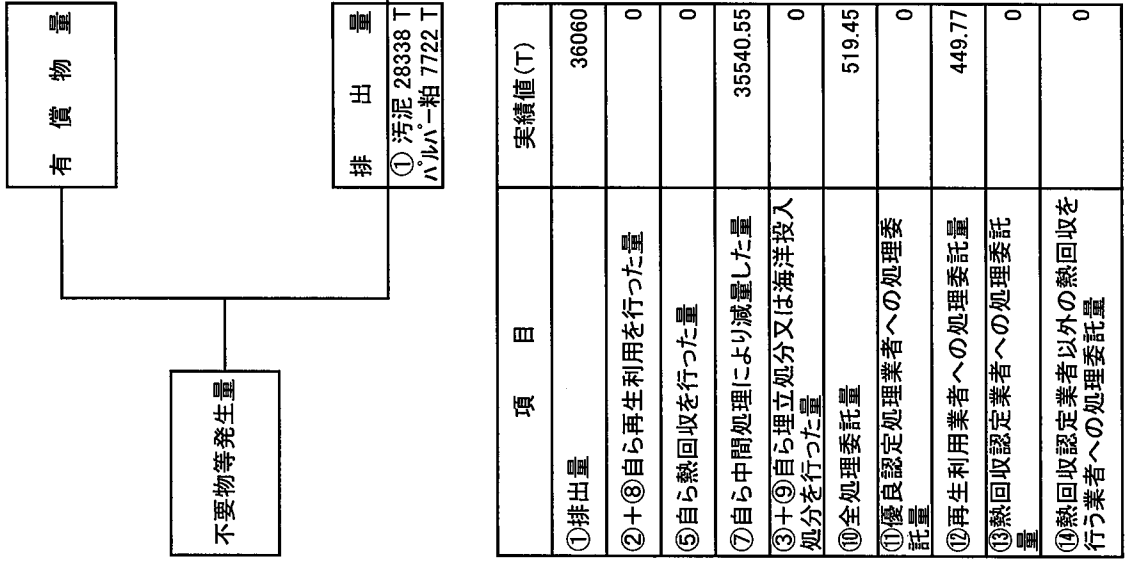 有償物量
不要物等発生量
排出量
① 汚泥 28338 T
パルパー粕 7722 T
項目 実績値(T)
①排出量 36060
②+⑧自ら再生利用を行った量 0
⑤自ら熱回収を行った量 0
⑦自ら中間処理により減量した量 35540.55
③+⑨自ら埋立処分又は海洋投入
処分を行った量 0
⑩全処理委託量 519.45
⑪優良認定処理業者への処理委
託量 0
⑫再生利用業者への処理委託量 449.77
⑬熱回収認定業者への処理委託
量 0
⑭熱回収認定業者以外の熱回収を
行う業者への処理委託量 0